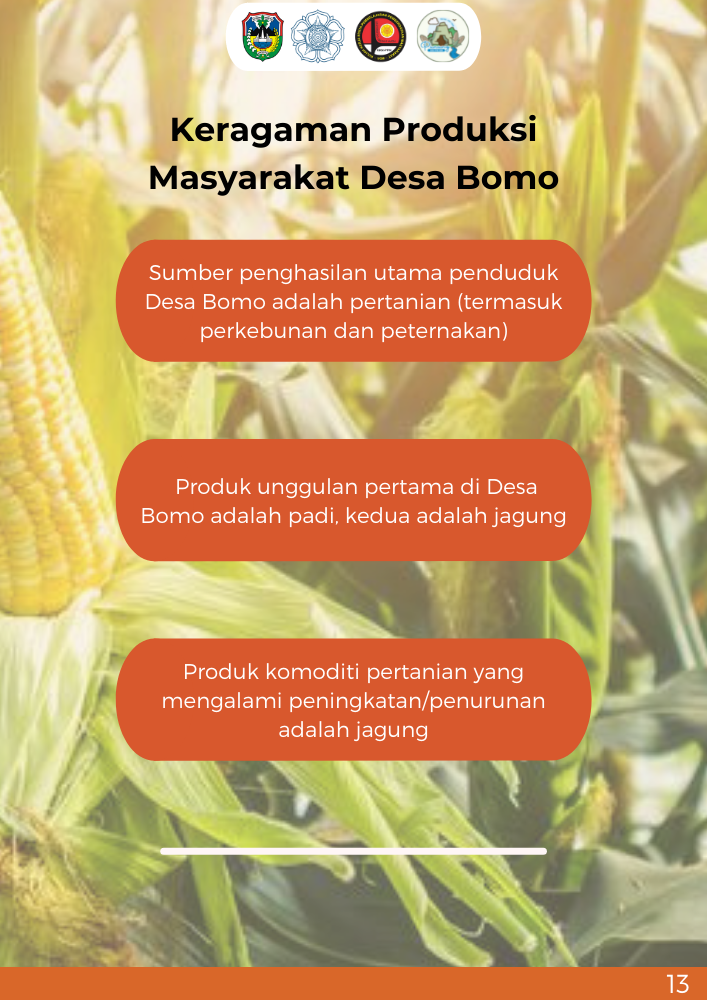 Keragaman Produksi
Masyarakat Desa Bomo
Sumber penghasilan utama penduduk
Desa Bomo adalah pertanian (termasuk
perkebunan dan peternakan)
Produk unggulan pertama di Desa
Bomo adalah padi, kedua adalah jagung
Produk komoditi pertanian yang
mengalami peningkatan/penurunan
adalah jagung
13